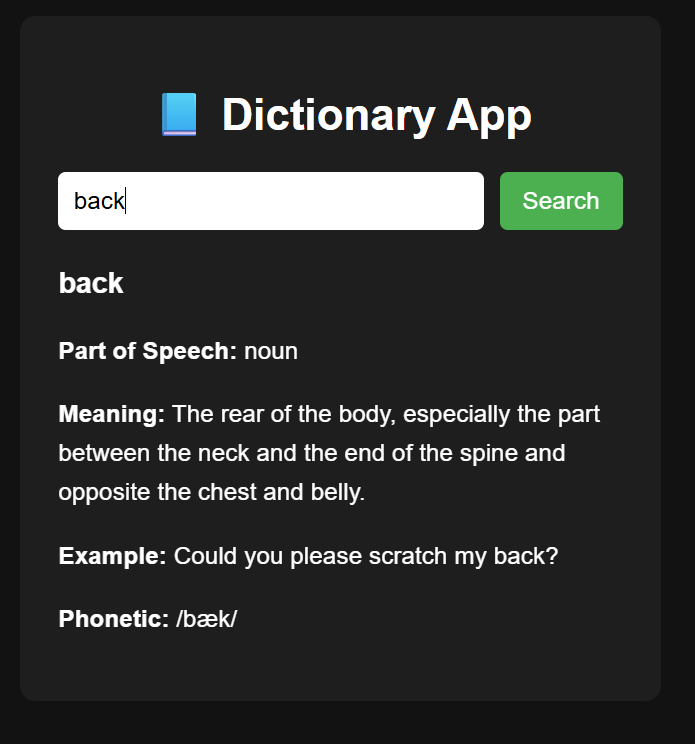 Dictionary App
back
Search
back
Part of Speech: noun
Meaning: The rear of the body, especially the part
between the neck and the end of the spine and
opposite the chest and belly.
Example: Could you please scratch my back?
Phonetic: /bæk/